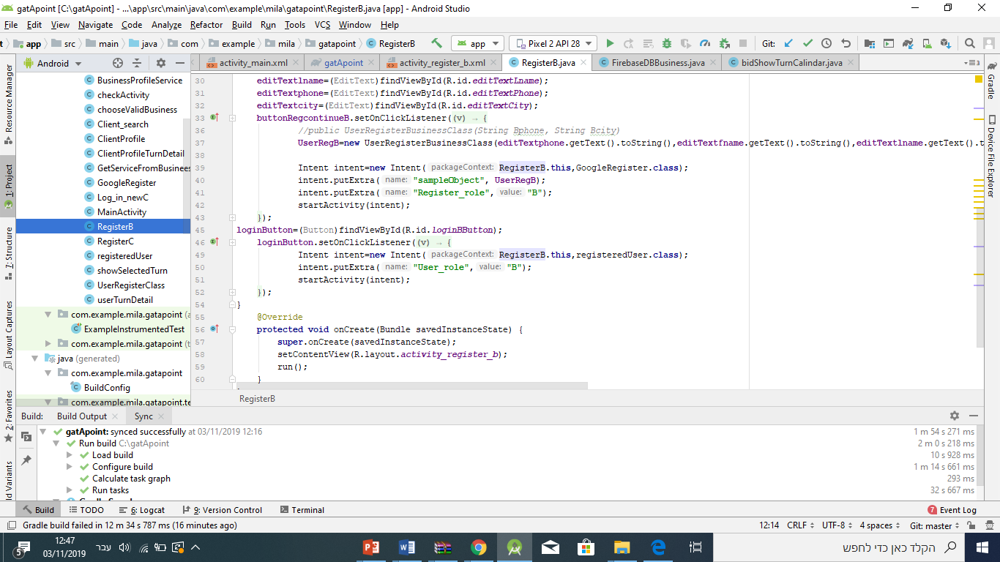 gatApoint [C:\gatApoint] - ...\app\src\main\java\com\example\mila\gatapoint\RegisterB.java [app] - Android Studio
File Edit View Navigate Code Analyze Refactor Build Run Tools VCS Window Help
app src main java com example mila gatapoint RegisterB app Pixel 2 API 28 Git:
Android
activity_main.xml gatApoint activity_register_b.xml RegisterB.java FirebaseDBBusiness.java bidShowTurnCalindar.java
Resource Manager
1: Project
7: Structure
Layout Captures
2: Favorites
ld Variants
Gradle
Device File Explorer
BusinessProfileService
checkActivity
chooseValidBusiness
Client_search
ClientProfile
ClientProfileTurnDetail
GetServiceFromBusinees
GoogleRegister
Log_in_newC
MainActivity
RegisterB
RegisterC
registeredUser
showSelectedTurn
UserRegisterClass
userTurnDetail
com.example.mila.gatapoint (a
ExampleInstrumentedTest
com.example.mila.gatapoint (t
java (generated)
com.example.mila.gatapoint
BuildConfig
com.example.mila.gatapoint.te
30 editTextlname=(EditText)findViewById(R.id.editTextLname);
31 editTextphone=(EditText)findViewById(R.id.editTextPhone);
32 editTextcity=(EditText)findViewById(R.id.editTextCity);
33 buttonRegcontinueB.setOnClickListener((v) → {
36 //public UserRegisterBusinessClass(String Bphone, String Bcity)
37 UserRegB=new UserRegisterBusinessClass(editTextphone.getText().toString(),editTextfname.getText().toString(),editTextlname.getText().t
38
39 Intent intent=new Intent( packageContext: RegisterB.this,GoogleRegister.class);
40 intent.putExtra( name: "sampleObject", UserRegB);
41 intent.putExtra( name: "Register_role", value: "B");
42 startActivity(intent);
43 });
45 loginButton=(Button)findViewById(R.id.loginBButton);
46 loginButton.setOnClickListener((v) → {
49 Intent intent=new Intent( packageContext: RegisterB.this,registeredUser.class);
50 intent.putExtra( name: "User_role", value: "B");
51 startActivity(intent);
52 });
54 }
55 @Override
56 protected void onCreate(Bundle savedInstanceState) {
57 super.onCreate(savedInstanceState);
58 setContentView(R.layout.activity_register_b);
59 run();
60 }
RegisterB
Build: Build Output Sync
gatApoint: synced successfully at 03/11/2019 12:16 1 m 54 s 271 ms
Run build C:\gatApoint 2 m 0 s 218 ms
Load build 10 s 928 ms
Configure build 1 m 14 s 661 ms
Calculate task graph 293 ms
Run tasks 32 s 667 ms
Build TODO 6: Logcat 9: Version Control Terminal 7 Event Log
Gradle build failed in 12 m 34 s 787 ms (16 minutes ago) 12:14 CRLF UTF-8 4 spaces Git: master
5 12:47 עבר
03/11/2019
הקלד כאן כדי לחפש